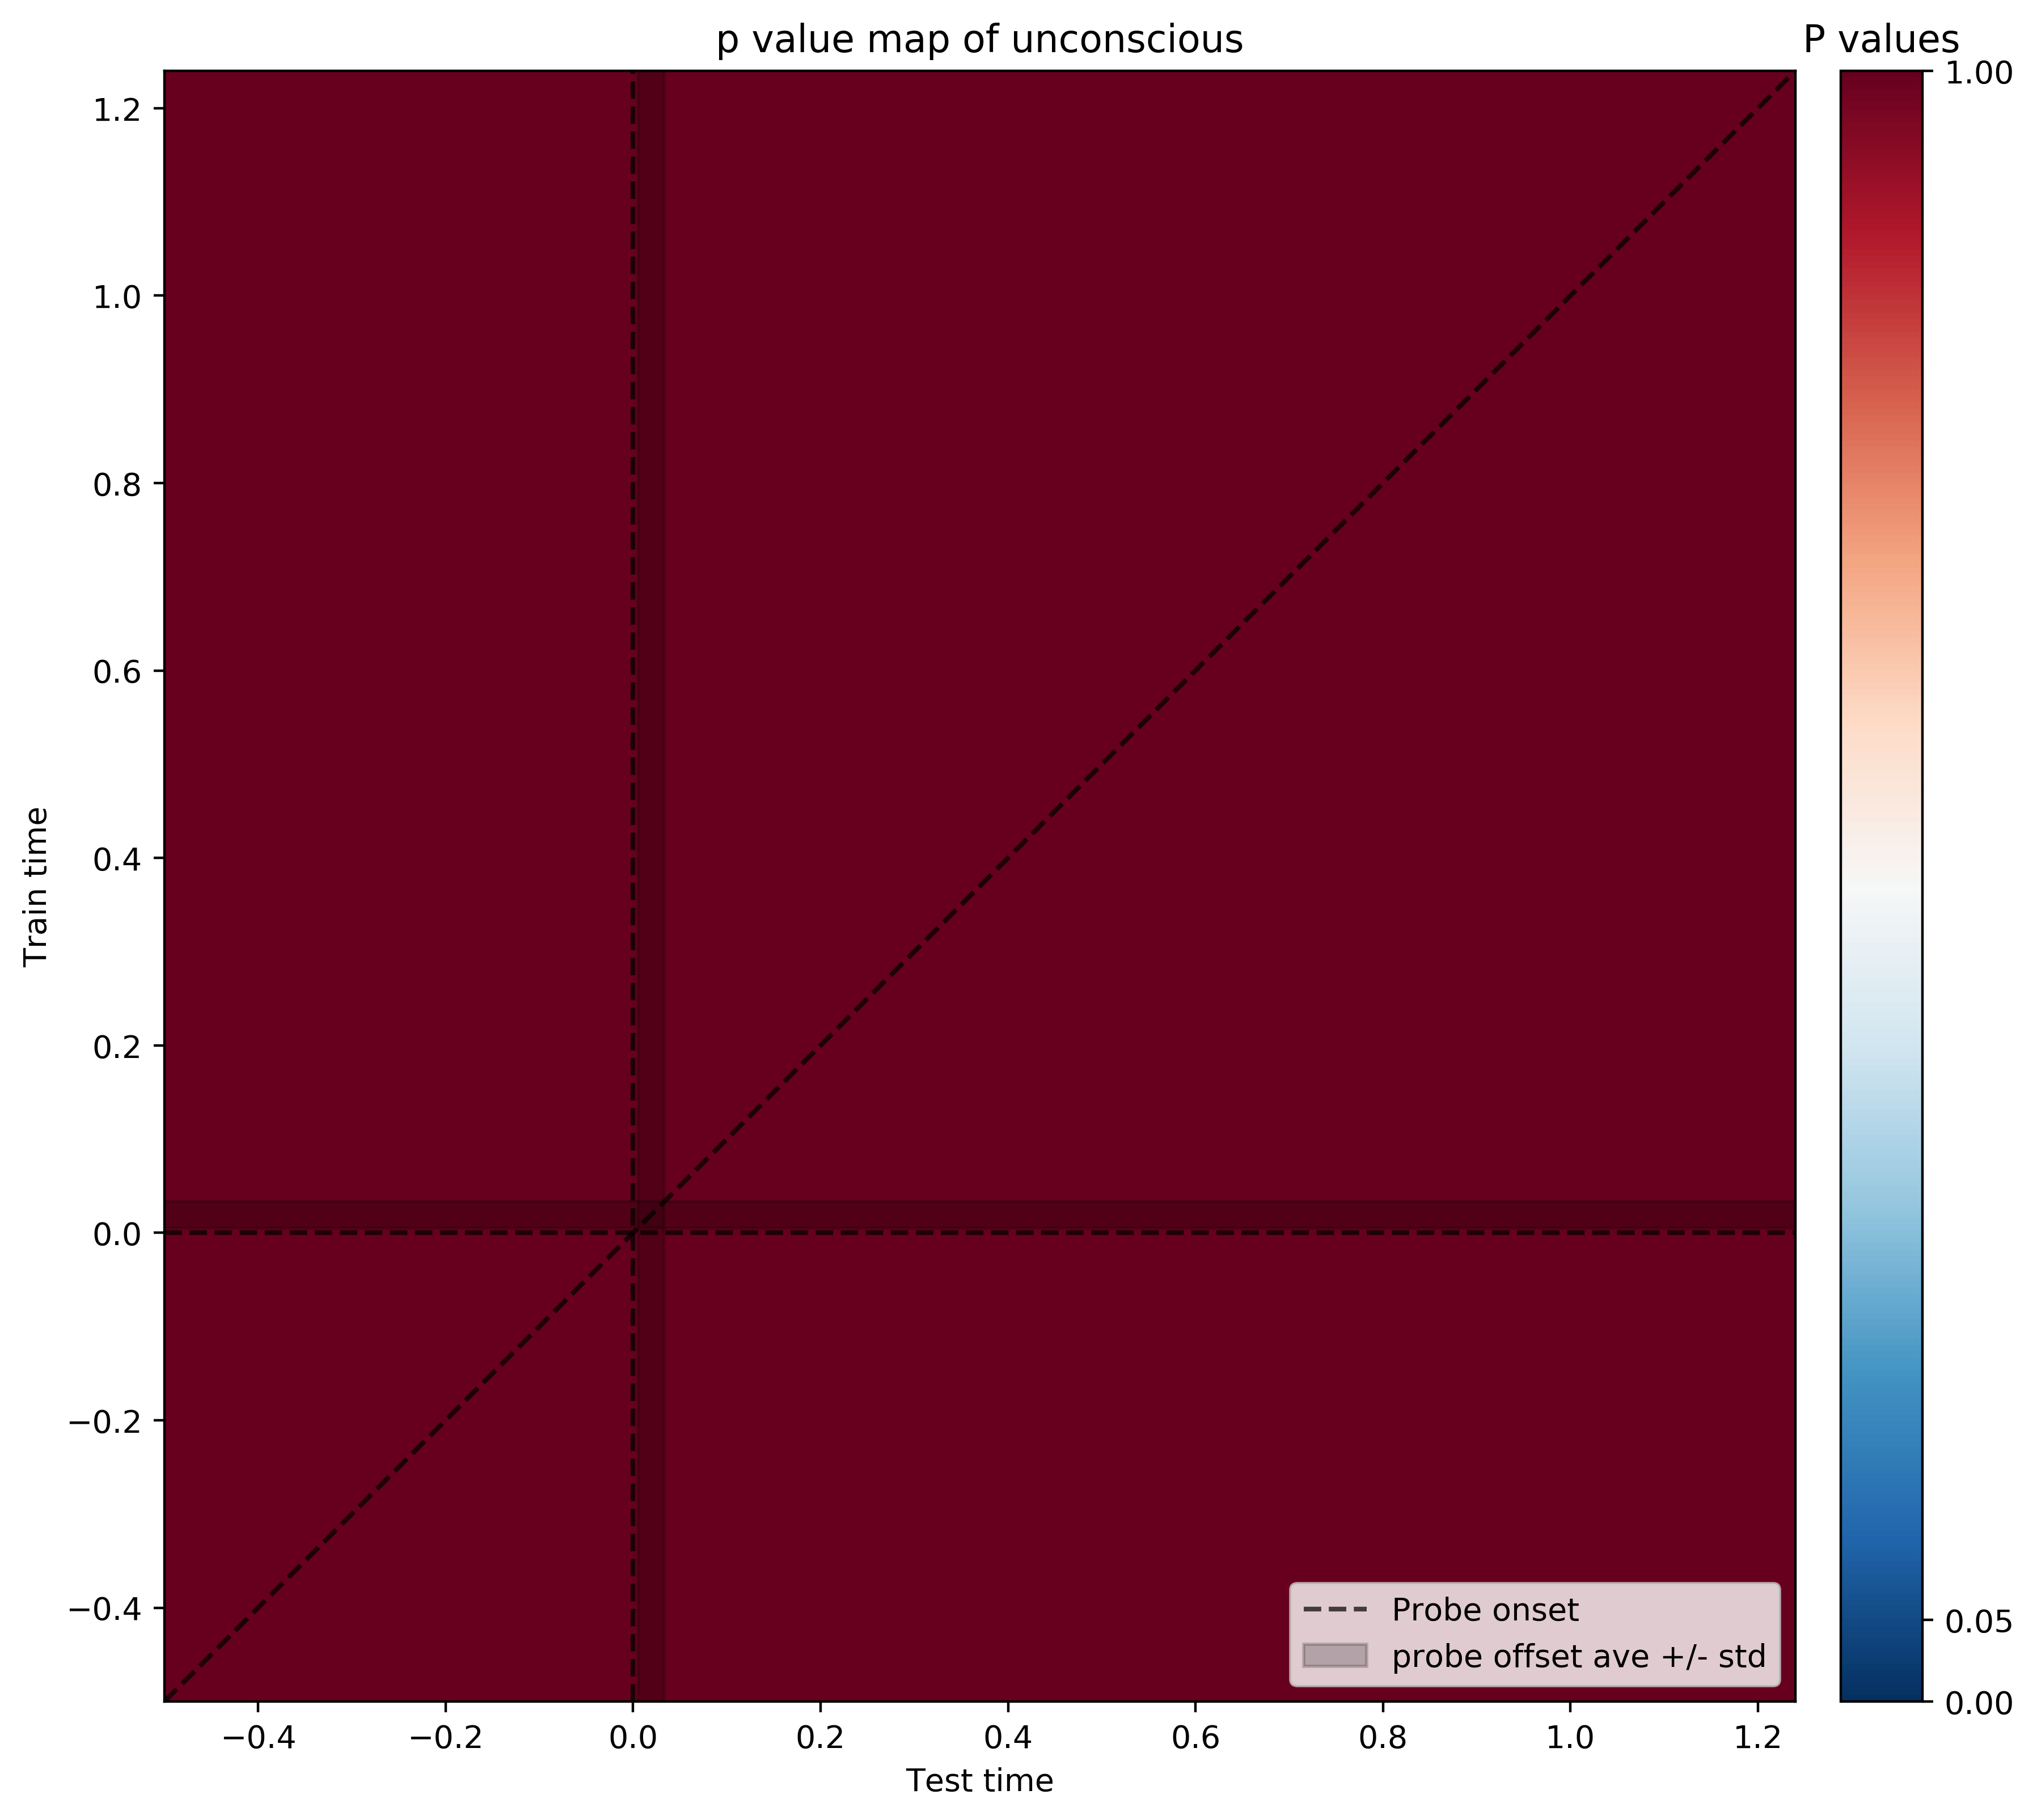 p value map of unconscious
P values
1.00
0.05
0.00
1.2
1.0
0.8
0.6
0.4
0.2
0.0
−0.2
−0.4
Train time
Probe onset
probe offset ave +/- std
−0.4 −0.2 0.0 0.2 0.4 0.6 0.8 1.0 1.2
Test time